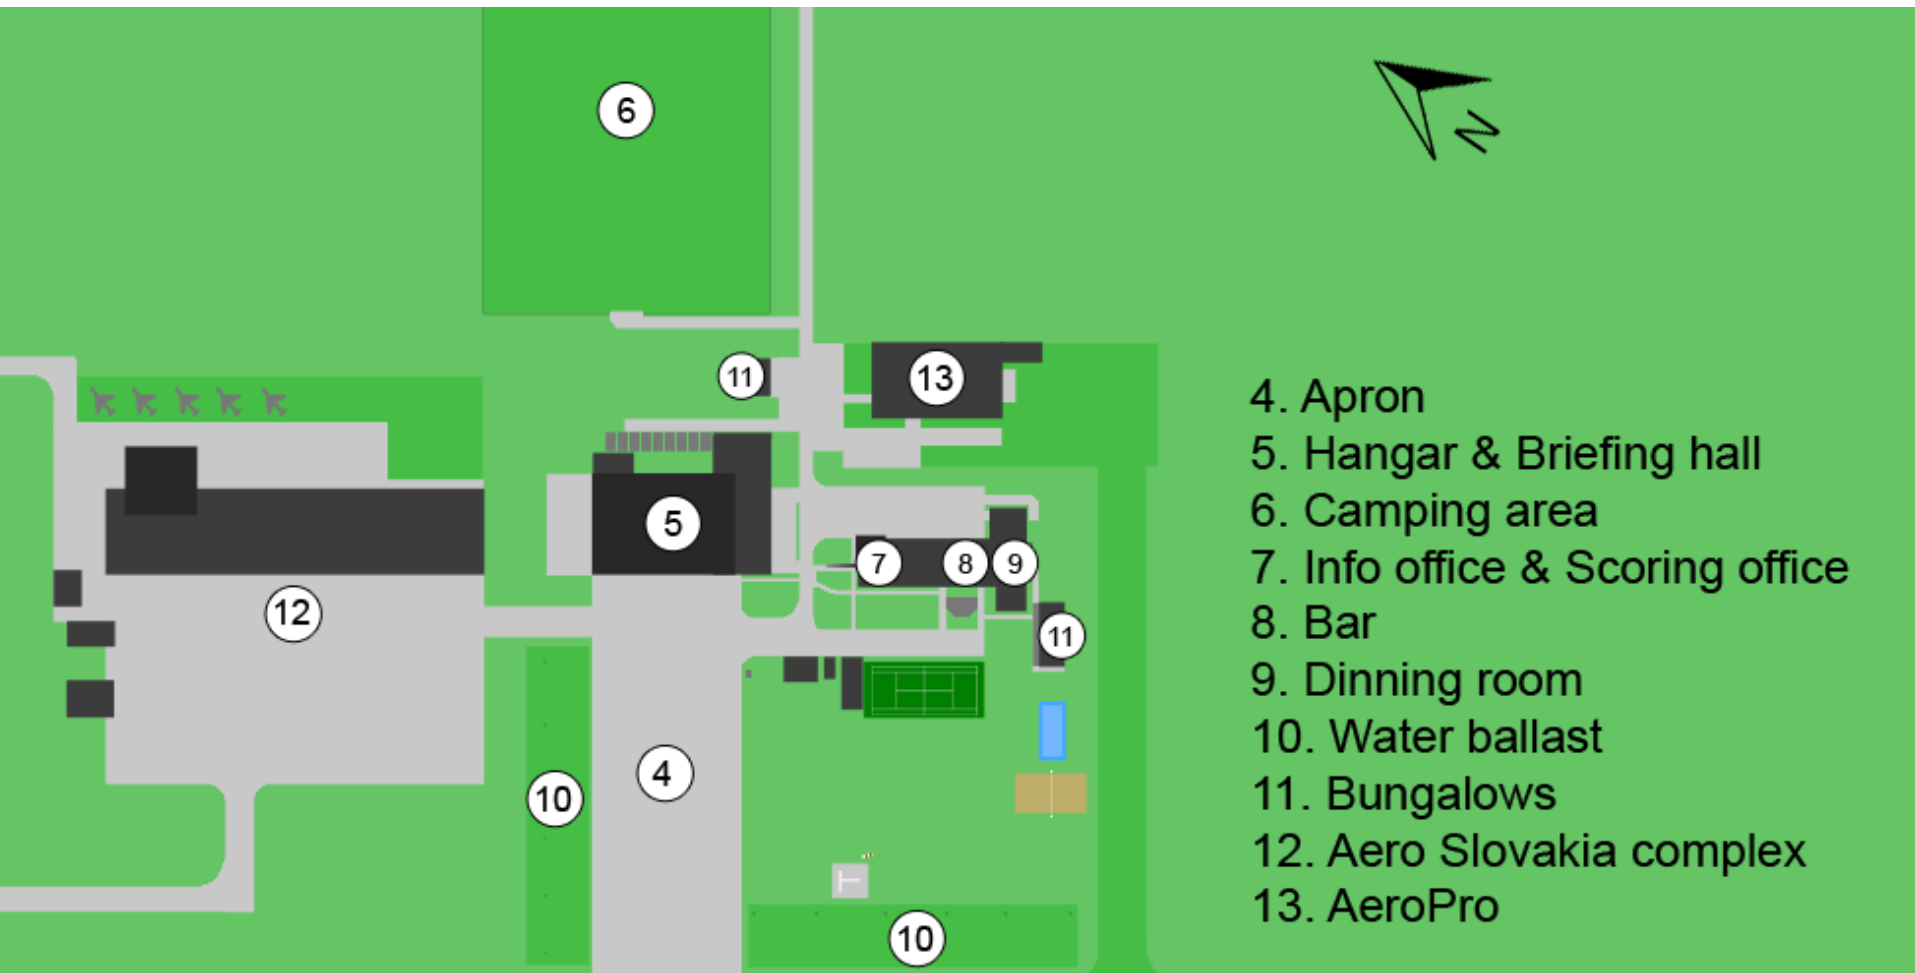 6
N
11
13
4. Apron
5. Hangar & Briefing hall
5
6. Camping area
7
8
9
7. Info office & Scoring office
12
11
8. Bar
9. Dinning room
10. Water ballast
4
10
11. Bungalows
12. Aero Slovakia complex
T
13. AeroPro
10